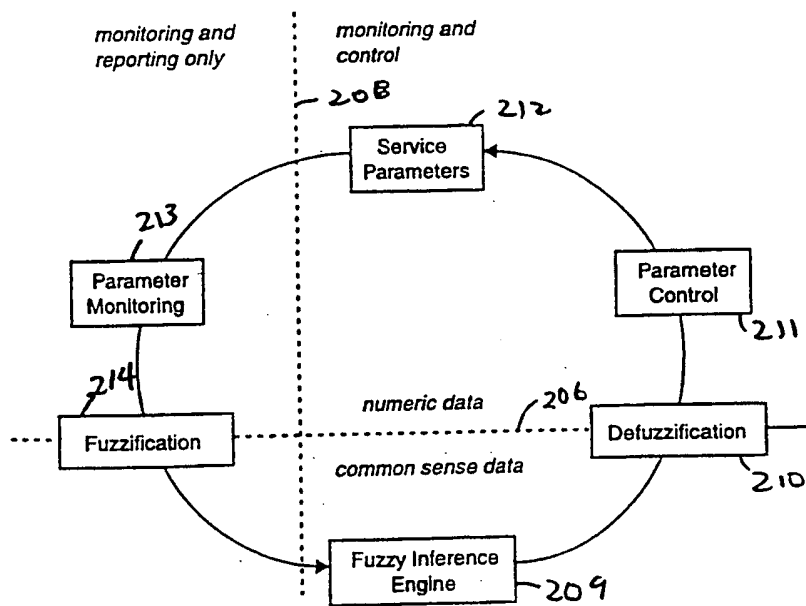 monitoring and
reporting only
monitoring and
control
208
212
Service
Parameters
213
Parameter
Monitoring
Parameter
Control
211
214
Fuzzification
numeric data
206
Defuzzification
common sense data
210
Fuzzy Inference
Engine
209